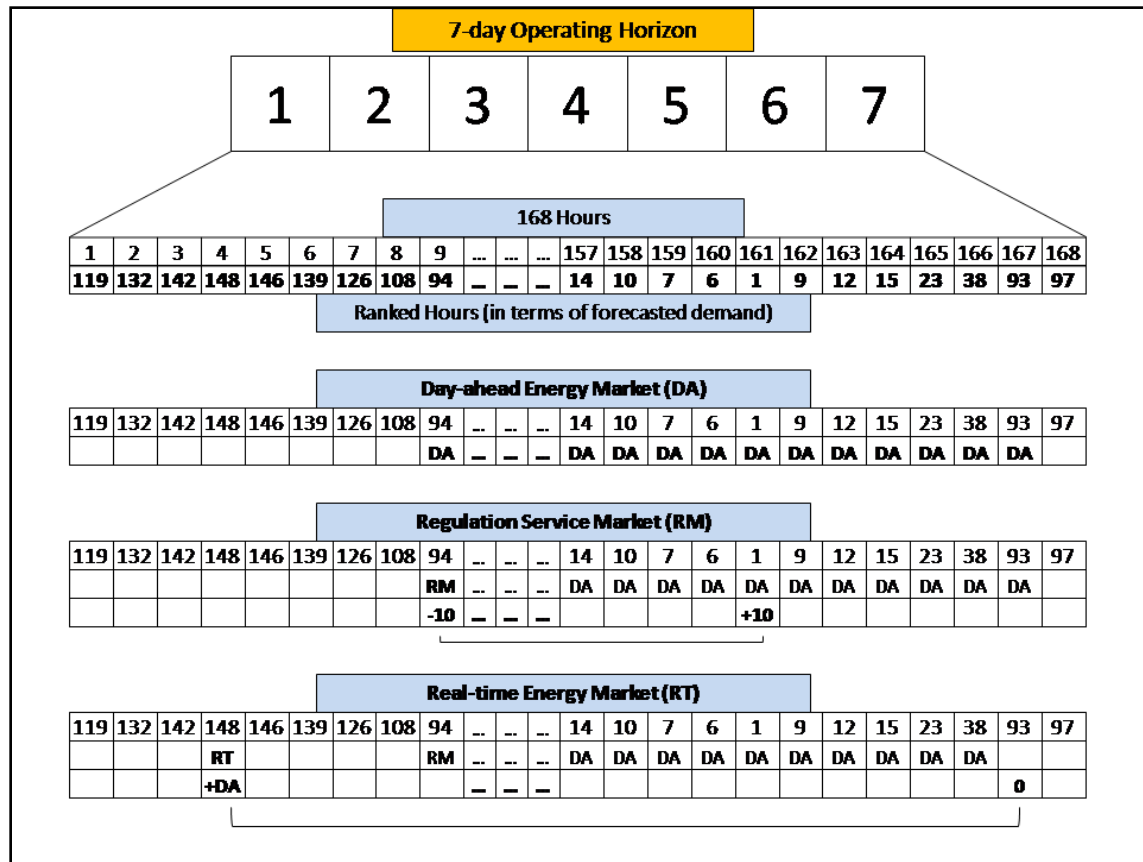 7-day Operating Horizon
1 2 3 4 5 6 7
168 Hours
1 2 3 4 5 6 7 8 9 ... ... ... 157 158 159 160 161 162 163 164 165 166 167 168
119 132 142 148 146 139 126 108 94 ... ... ... 14 10 7 6 1 9 12 15 23 38 93 97
Ranked Hours (in terms of forecasted demand)
Day-ahead Energy Market (DA)
119 132 142 148 146 139 126 108 94 ... ... ... 14 10 7 6 1 9 12 15 23 38 93 97
DA ... ... ... DA DA DA DA DA DA DA DA DA DA DA
Regulation Service Market (RM)
119 132 142 148 146 139 126 108 94 ... ... ... 14 10 7 6 1 9 12 15 23 38 93 97
RM ... ... ... DA DA DA DA DA DA DA DA DA DA DA
-10 ... ... ... +10
Real-time Energy Market (RT)
119 132 142 148 146 139 126 108 94 ... ... ... 14 10 7 6 1 9 12 15 23 38 93 97
RT RM ... ... ... DA DA DA DA DA DA DA DA DA DA
+DA ... ... ... 0